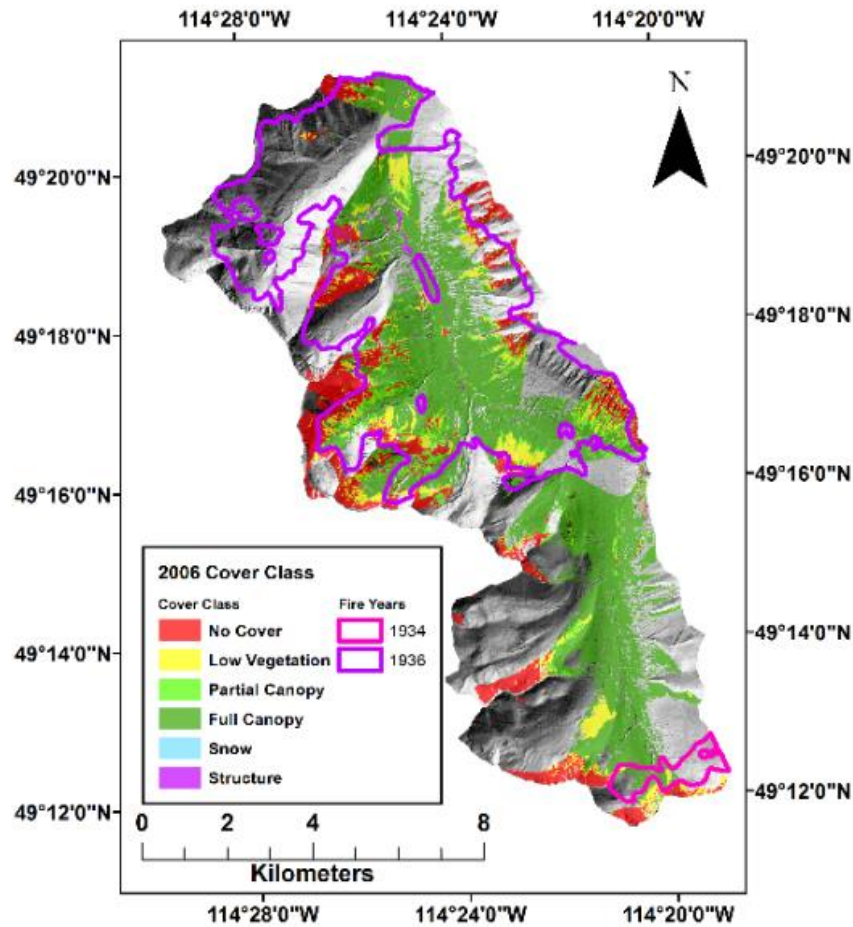 114°28'0"W 114°24'0"W 114°20'0"W
N
49°20'0"N 49°20'0"N
49°18'0"N 49°18'0"N
49°16'0"N 49°16'0"N
49°14'0"N 49°14'0"N
49°12'0"N 49°12'0"N
2006 Cover Class
Cover Class Fire Years
No Cover 1934
Low Vegetation 1936
Partial Canopy
Full Canopy
Snow
Structure
0 2 4 8
Kilometers
114°28'0"W 114°24'0"W 114°20'0"W